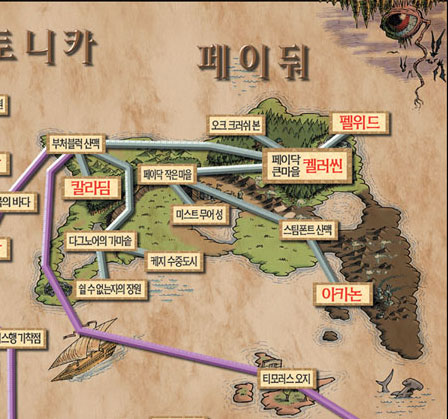 토니카
페이둬
원
오크 크러쉬 본
펠위드
부처블럭 산맥
페이닥
큰마을
켈러씬
페이닥 작은 마을
칼라딤
의 바다
미스트 무어 성
스팀폰트 산맥
다그노어의 가마솥
케지 수중도시
쉴 수 없는자의 장원
아카논
스행 기착점
티모러스 오지